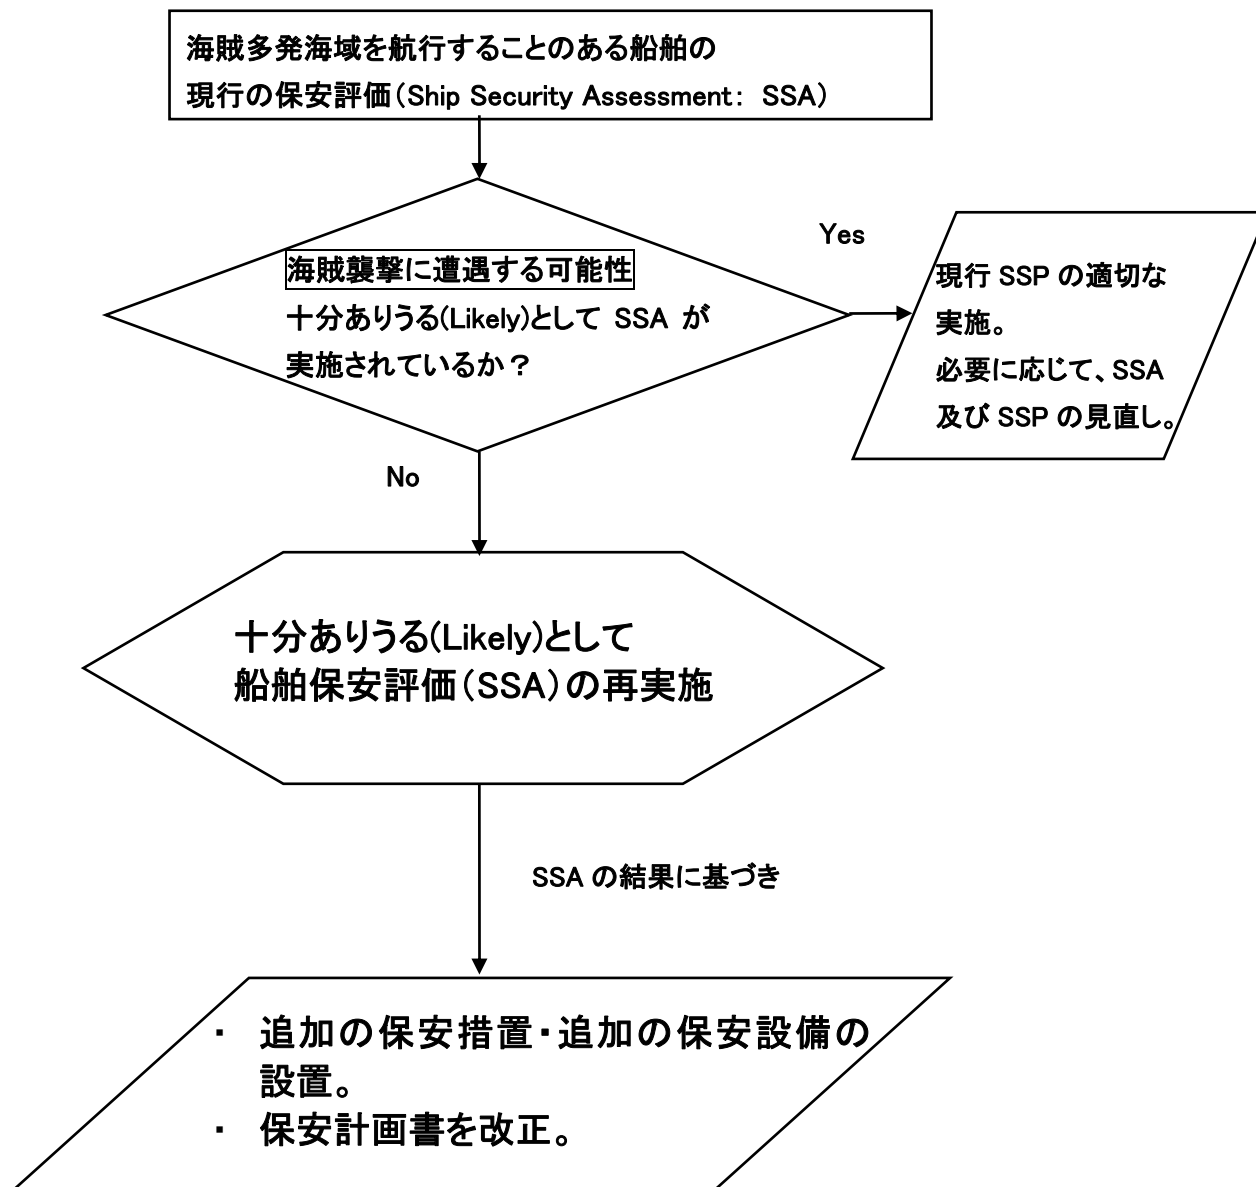 海賊多発海域を航行することのある船舶の
現行の保安評価(Ship Security Assessment: SSA)
海賊襲撃に遭遇する可能性
十分ありうる(Likely)として SSA が
実施されているか?
Yes
現行 SSP の適切な
実施。
必要に応じて、SSA
及び SSP の見直し。
No
十分ありうる(Likely)として
船舶保安評価(SSA)の再実施
SSA の結果に基づき
・ 追加の保安措置・追加の保安設備の
設置。
・ 保安計画書を改正。